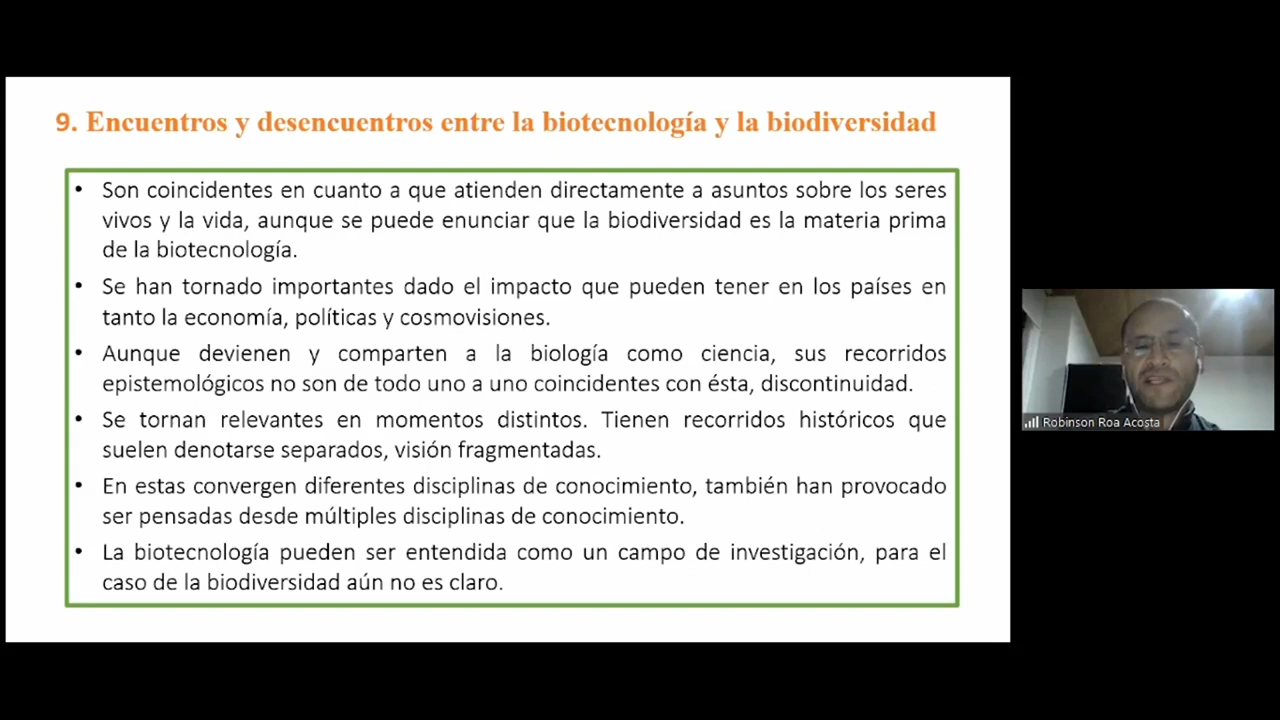 9. Encuentros y desencuentros entre la biotecnología y la biodiversidad
• Son coincidentes en cuanto a que atienden directamente a asuntos sobre los seres
vivos y la vida, aunque se puede enunciar que la biodiversidad es la materia prima
de la biotecnología.
• Se han tornado importantes dado el impacto que pueden tener en los países en
tanto la economía, políticas y cosmovisiones.
• Aunque devienen y comparten a la biología como ciencia, sus recorridos
epistemológicos no son de todo uno a uno coincidentes con ésta, discontinuidad.
• Se tornan relevantes en momentos distintos. Tienen recorridos históricos que
suelen denotarse separados, visión fragmentadas.
• En estas convergen diferentes disciplinas de conocimiento, también han provocado
ser pensadas desde múltiples disciplinas de conocimiento.
• La biotecnología pueden ser entendida como un campo de investigación, para el
caso de la biodiversidad aún no es claro.
Robinson Roa Acosta